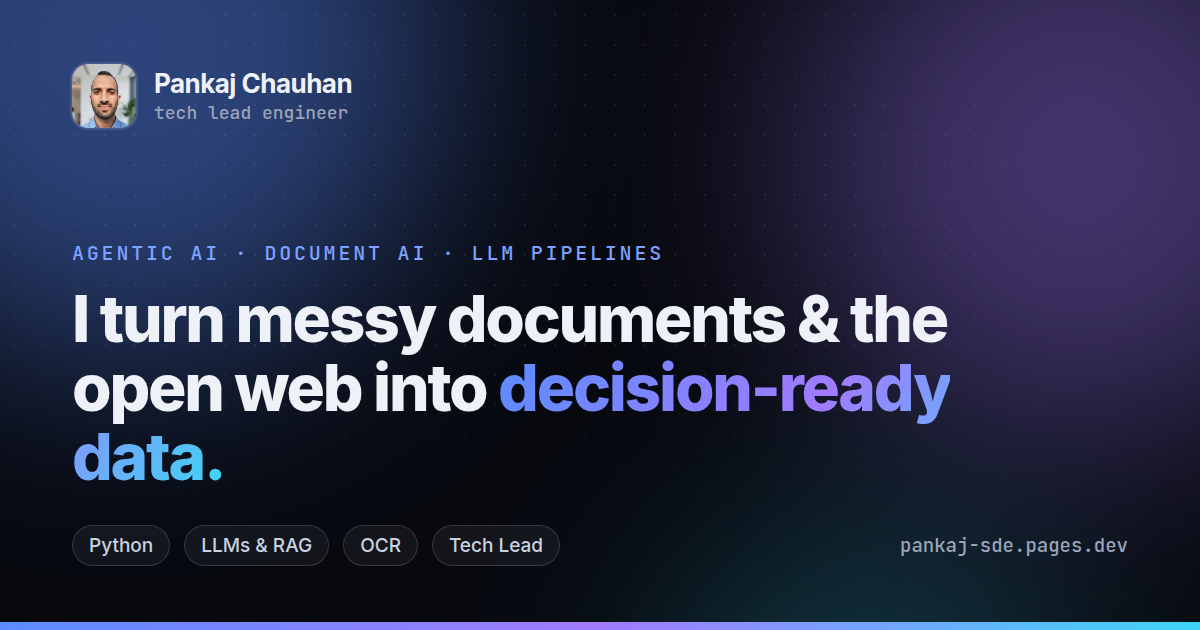 Pankaj Chauhan
tech lead engineer
AGENTIC AI · DOCUMENT AI · LLM PIPELINES
I turn messy documents & the
open web into decision-ready
data.
Python
LLMs & RAG
OCR
Tech Lead
pankaj-sde.pages.dev